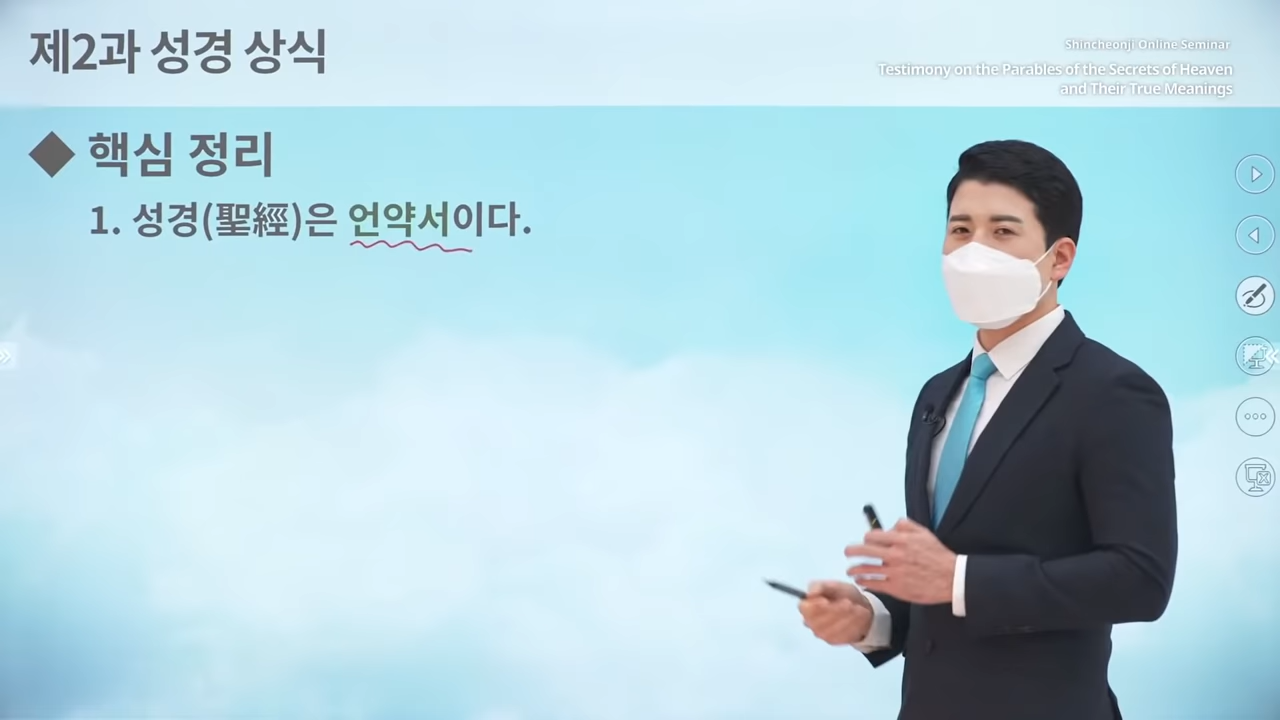 제2과 성경 상식
Shincheonji Online Seminar
Testimony on the Parables of the Secrets of Heaven
and Their True Meanings
◆ 핵심 정리
1. 성경(聖經)은 언약서이다.